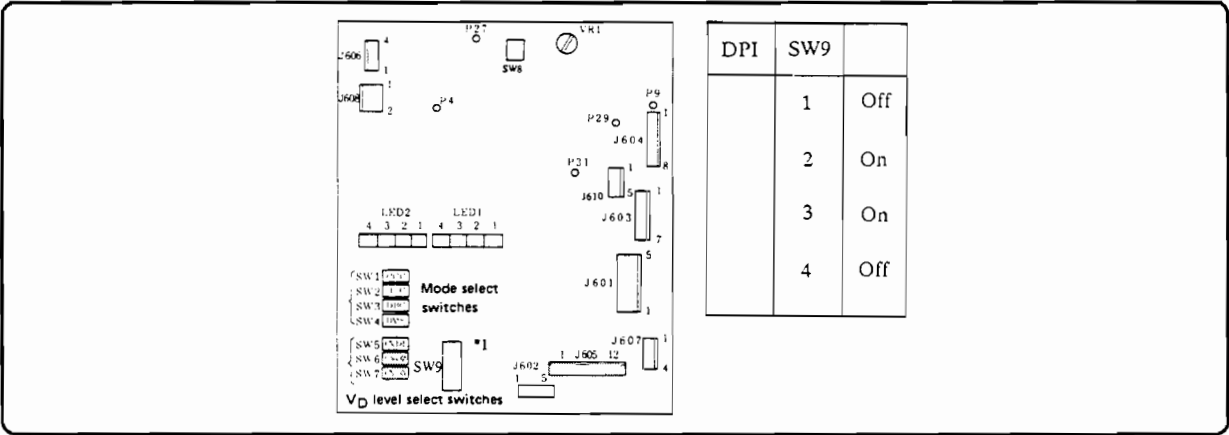 P27
VR1
J606
4
1
SW8
J608
1
2
P4
P9
P29
1
J604
8
P31
1
J610
5
1
J603
7
LED2 LED1
4 3 2 1 4 3 2 1
5
J601
1
SW1
SW2
SW3
SW4
Mode select
switches
SW5
SW6
SW7
SW9
*1
J602
1 5
1 J605 12
J607
1
4
VD level select switches
DPI SW9
1 Off
2 On
3 On
4 Off